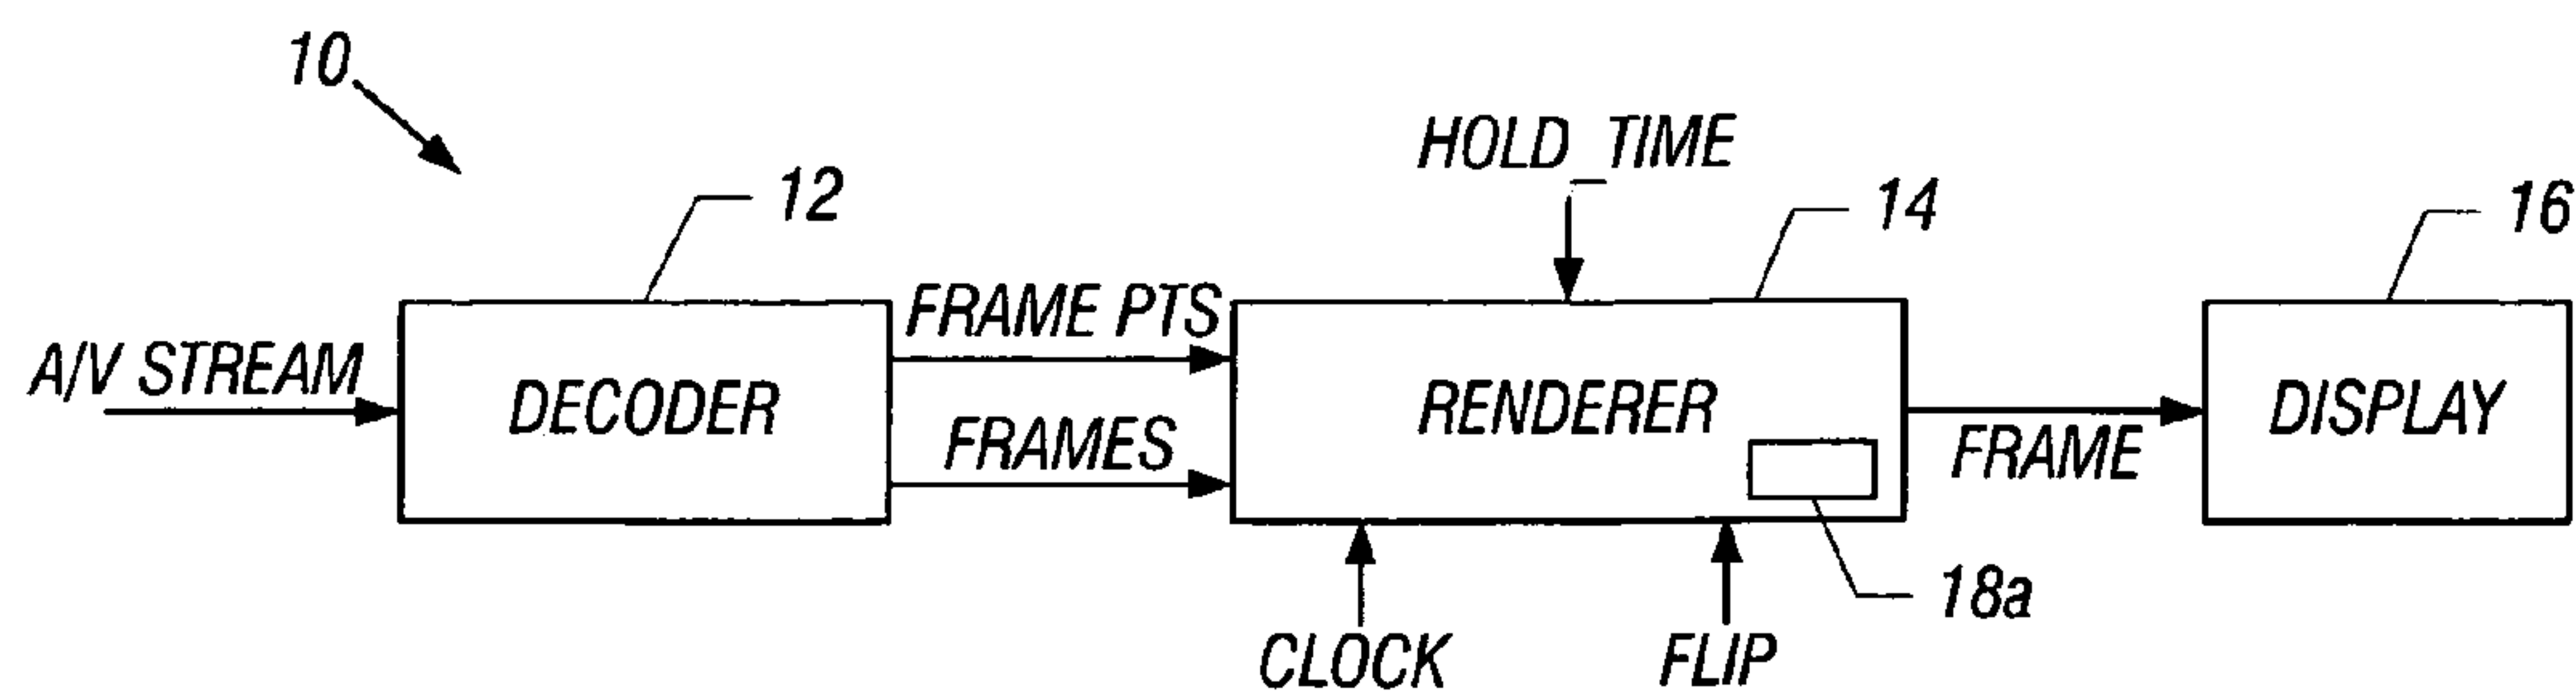 10
12
HOLD_TIME
14
16
A/V STREAM
DECODER
FRAME PTS
FRAMES
RENDERER
18a
CLOCK
FLIP
FRAME
DISPLAY